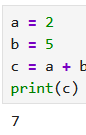 a = 2
b = 5
c = a + b
print(c)
7